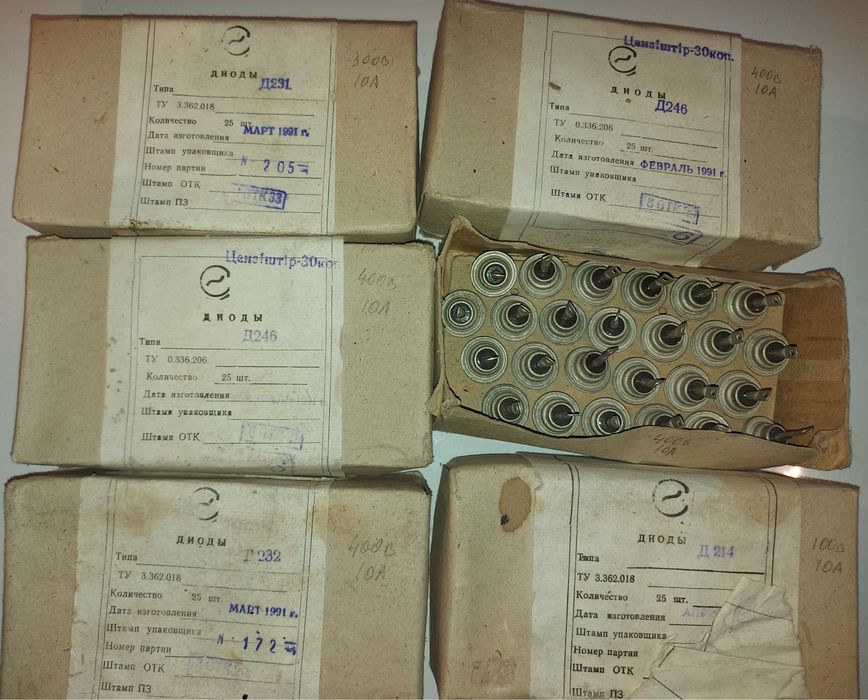 ДИОДЫ
Типа Д231.
ТУ 3.362.018
Количество 25 шт.
Дата изготовления МАРТ 1991 г.
Штамп упаковщика
Номер партии № 205
Штамп ОТК
Штамп ПЗ
300В
10А
Цена 1 шт 1р-30коп.
ДИОДЫ
Типа Д246
ТУ 0.336.206
Количество 25 шт.
Дата изготовления ФЕВРАЛЬ 1991 г.
Штамп упаковщика
Штамп ОТК
400В
10А
Цена 1 шт 1р-30коп.
ДИОДЫ
Типа Д246
ТУ 0.336.206
Количество 25 шт.
Дата изготовления
Штамп упаковщика
Штамп ОТК
400В
10А
400В
10А
ДИОДЫ
Типа Д232
ТУ 3.362.018
Количество 25 шт.
Дата изготовления МАРТ 1991 г.
Штамп упаковщика
Номер партии № 172
Штамп ОТК
Штамп ПЗ
400В
10А
ДИОДЫ
Типа Д214
ТУ 3.362.018
Количество 25 шт.
Дата изготовления
Штамп упаковщика
Номер партии
Штамп ОТК
Штамп ПЗ
100В
10А